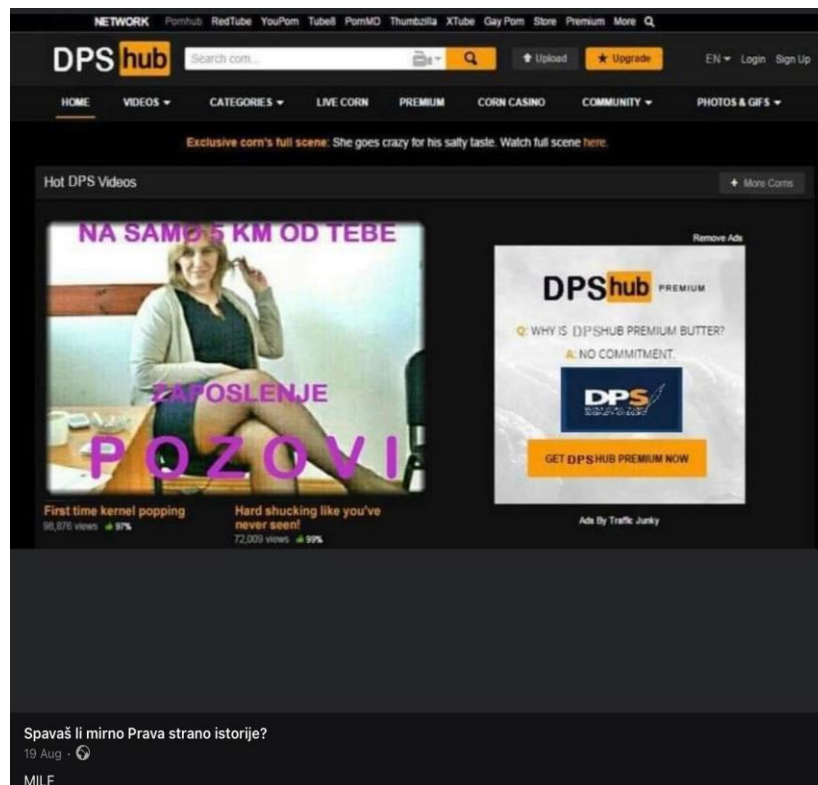 NETWORK Pornhub RedTube YouPorn Tube8 PornMD Thumbzilla XTube Gay Porn Store Premium More
DPS hub Search corn... Upload Upgrade EN Login Sign Up
HOME VIDEOS CATEGORIES LIVE CORN PREMIUM CORN CASINO COMMUNITY PHOTOS & GIFS
Exclusive corn's full scene: She goes crazy for his salty taste. Watch full scene here.
Hot DPS Videos
+ More Corns
NA SAMO 5 KM OD TEBE
ZAPOSLENJE
POZOVI
First time kernel popping
98,876 views 97%
Hard shucking like you've
never seen!
72,009 views 99%
Remove Ads
DPS hub PREMIUM
Q: WHY IS DPSHUB PREMIUM BUTTER?
A: NO COMMITMENT.
DPS
GET DPSHUB PREMIUM NOW
Ads By Traffic Junky
Spavaš li mirno Prava strano istorije?
19 Aug ·
MILF